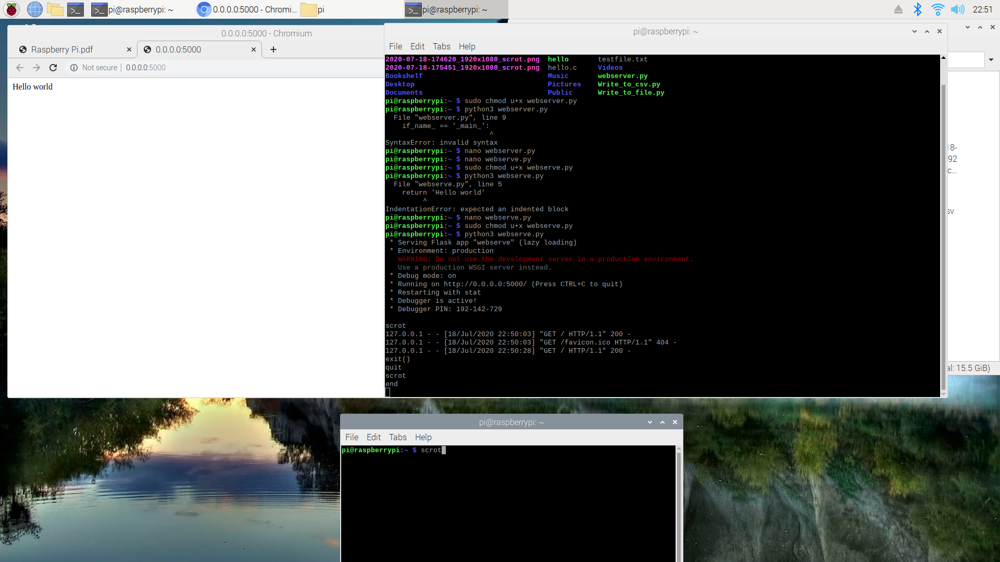 pi@raspberrypi: ~
0.0.0.0:5000 - Chromi...
pi
pi@raspberrypi: ~
22:51
0.0.0.0:5000 - Chromium
Raspberry Pi.pdf
0.0.0.0:5000
Not secure
0.0.0.0:5000
Hello world
pi@raspberrypi: ~
File Edit Tabs Help
2020-07-18-174620_1920x1080_scrot.png hello testfile.txt
2020-07-18-175451_1920x1080_scrot.png hello.c Videos
Bookshelf Music webserver.py
Desktop Pictures Write_to_csv.py
Documents Public Write_to_file.py
pi@raspberrypi:~ $ sudo chmod u+x webserver.py
pi@raspberrypi:~ $ python3 webserver.py
File "webserver.py", line 9
if_name_ == '_main_':
^
SyntaxError: invalid syntax
pi@raspberrypi:~ $ nano webserver.py
pi@raspberrypi:~ $ nano webserve.py
pi@raspberrypi:~ $ sudo chmod u+x webserve.py
pi@raspberrypi:~ $ python3 webserve.py
File "webserve.py", line 5
return 'Hello world'
^
IndentationError: expected an indented block
pi@raspberrypi:~ $ nano webserve.py
pi@raspberrypi:~ $ sudo chmod u+x webserve.py
pi@raspberrypi:~ $ python3 webserve.py
* Serving Flask app "webserve" (lazy loading)
* Environment: production
WARNING: Do not use the development server in a production environment.
Use a production WSGI server instead.
* Debug mode: on
* Running on http://0.0.0.0:5000/ (Press CTRL+C to quit)
* Restarting with stat
* Debugger is active!
* Debugger PIN: 192-142-729
scrot
127.0.0.1 - - [18/Jul/2020 22:50:03] "GET / HTTP/1.1" 200 -
127.0.0.1 - - [18/Jul/2020 22:50:03] "GET /favicon.ico HTTP/1.1" 404 -
127.0.0.1 - - [18/Jul/2020 22:50:28] "GET / HTTP/1.1" 200 -
exit()
quit
scrot
end
18-
92
c...
sv
al: 15.5 GiB)
pi@raspberrypi: ~
File Edit Tabs Help
pi@raspberrypi:~ $ scrot